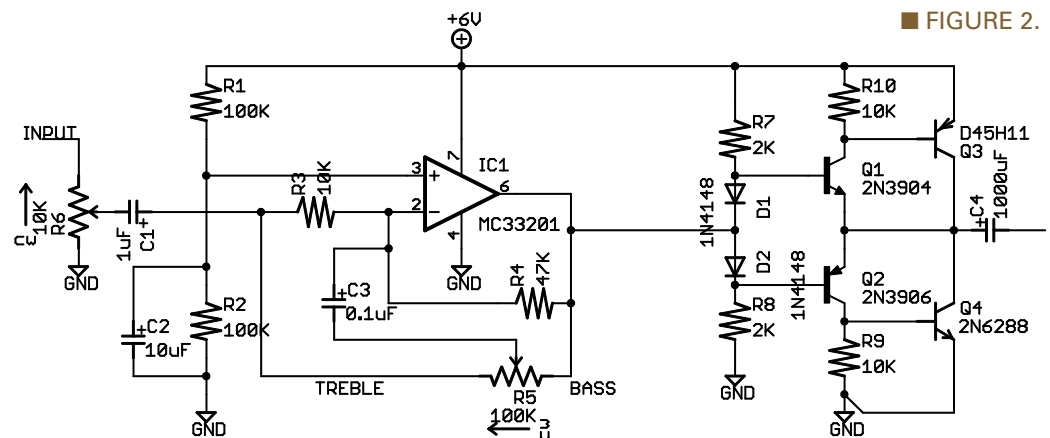 ■ FIGURE 2.
+6V
R1
100K
INPUT
R6
10K
1uF
C1
+
GND
C2
+
10uF
R2
100K
GND
R3
10K
3
+
2
-
7
4
6
IC1
MC33201
GND
C3
+
0.1uF
R4
47K
TREBLE
R5
100K
BASS
R7
2K
1N4148
D1
D2
1N4148
R8
2K
GND
R10
10K
Q1
2N3904
Q2
2N3906
R9
10K
GND
D45H11
Q3
C4
+
1000uF
Q4
2N6288